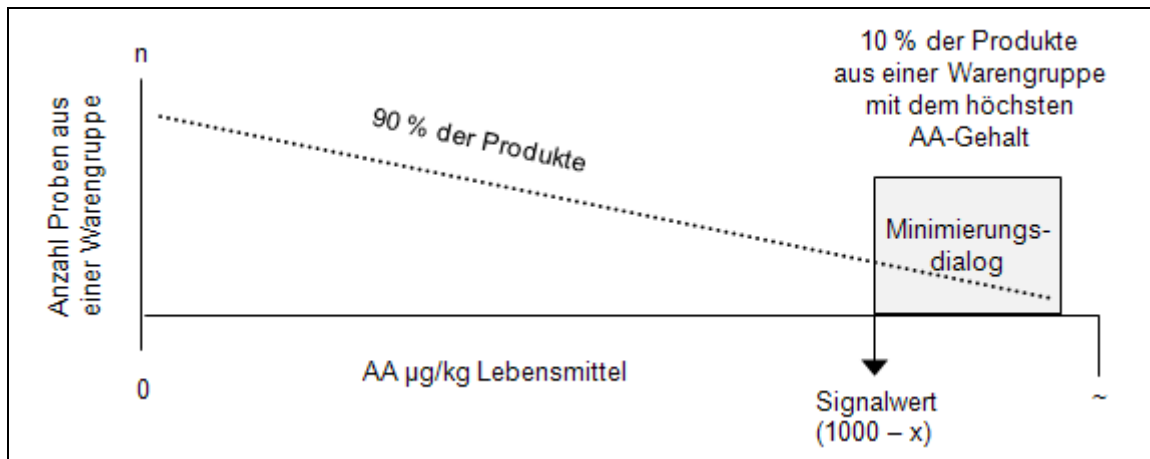 n
Anzahl Proben aus
einer Warengruppe
90 % der Produkte
10 % der Produkte
aus einer Warengruppe
mit dem höchsten
AA-Gehalt
Minimierungs-
dialog
0
AA µg/kg Lebensmittel
Signalwert
(1000 – x)
~